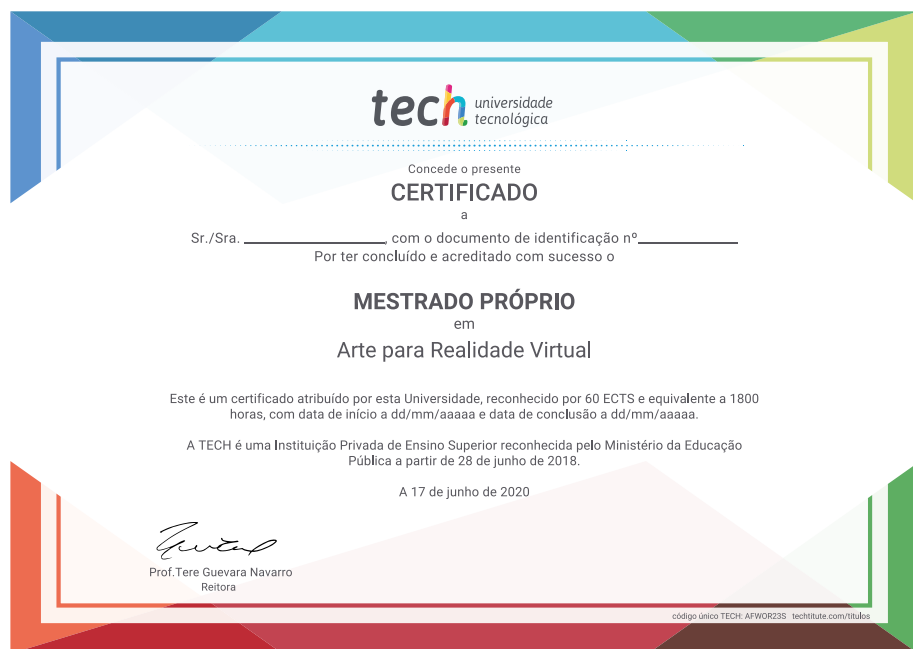 tech universidade
tecnológica
Concede o presente
CERTIFICADO
a
Sr./Sra. ________________, com o documento de identificação nº____________
Por ter concluído e acreditado com sucesso o
MESTRADO PRÓPRIO
em
Arte para Realidade Virtual
Este é um certificado atribuído por esta Universidade, reconhecido por 60 ECTS e equivalente a 1800
horas, com data de início a dd/mm/aaaaa e data de conclusão a dd/mm/aaaaa.
A TECH é uma Instituição Privada de Ensino Superior reconhecida pelo Ministério da Educação
Pública a partir de 28 de junho de 2018.
A 17 de junho de 2020
Prof.Tere Guevara Navarro
Reitora
código único TECH: AFWOR23S techtitute.com/titulos